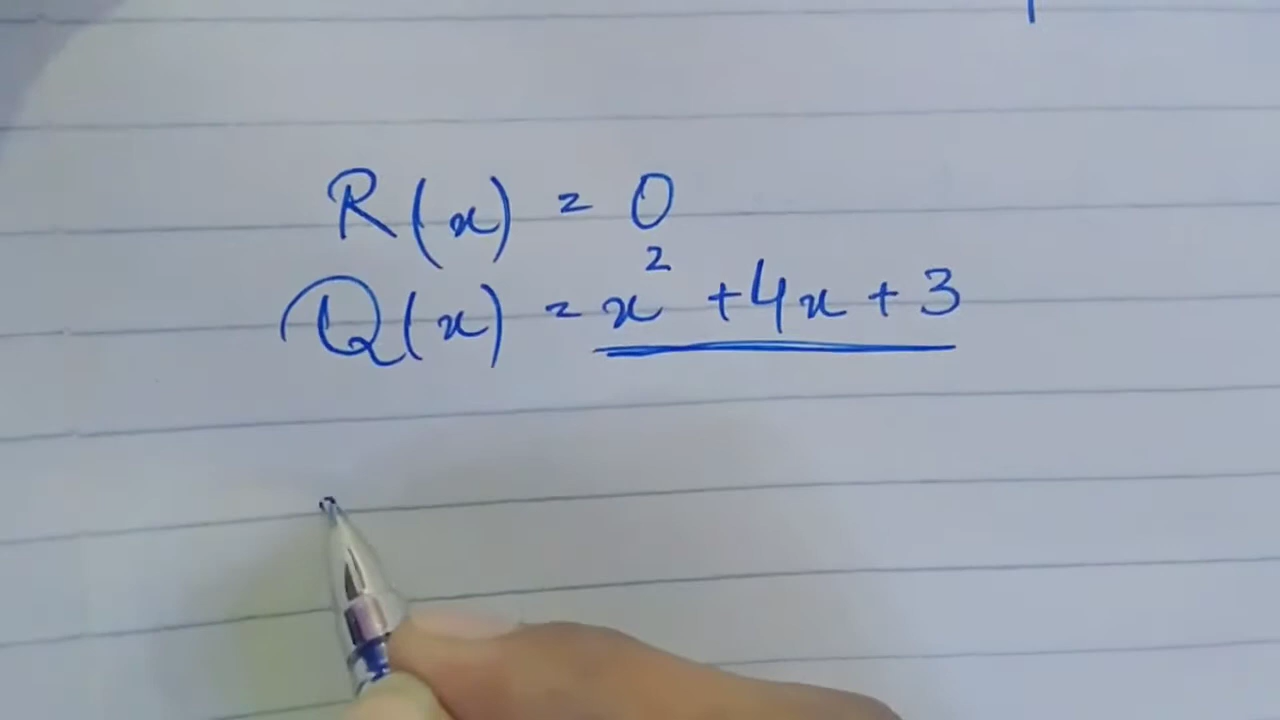 R(x) = 0
Q(x) = x² + 4x + 3